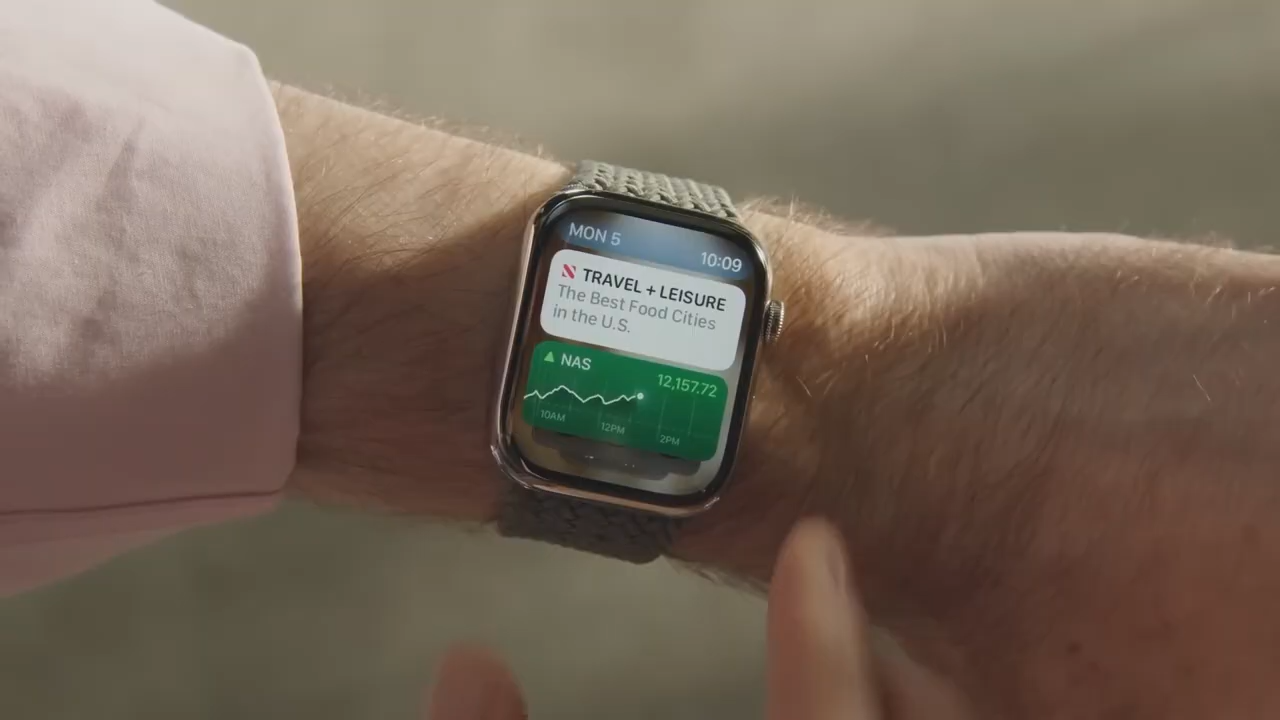 MON 5
10:09
TRAVEL + LEISURE
The Best Food Cities
in the U.S.
NAS
12,157.72
10AM
12PM
2PM